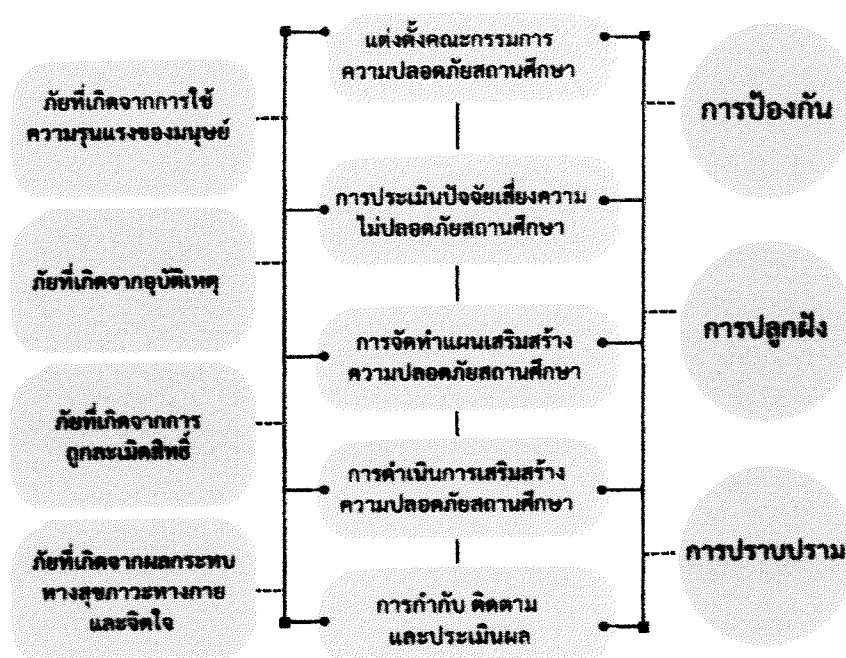 ภัยที่เกิดจากการใช้
ความรุนแรงของมนุษย์
ภัยที่เกิดจากอุบัติเหตุ
ภัยที่เกิดจากการ
ถูกละเมิดสิทธิ์
ภัยที่เกิดจากผลกระทบ
ทางสุขภาวะทางกาย
และจิตใจ
แต่งตั้งคณะกรรมการ
ความปลอดภัยสถานศึกษา
การประเมินปัจจัยเสี่ยงความ
ไม่ปลอดภัยสถานศึกษา
การจัดทำแผนเสริมสร้าง
ความปลอดภัยสถานศึกษา
การดำเนินการเสริมสร้าง
ความปลอดภัยสถานศึกษา
การกำกับ ติดตาม
และประเมินผล
การป้องกัน
การปลูกฝัง
การปราบปราม